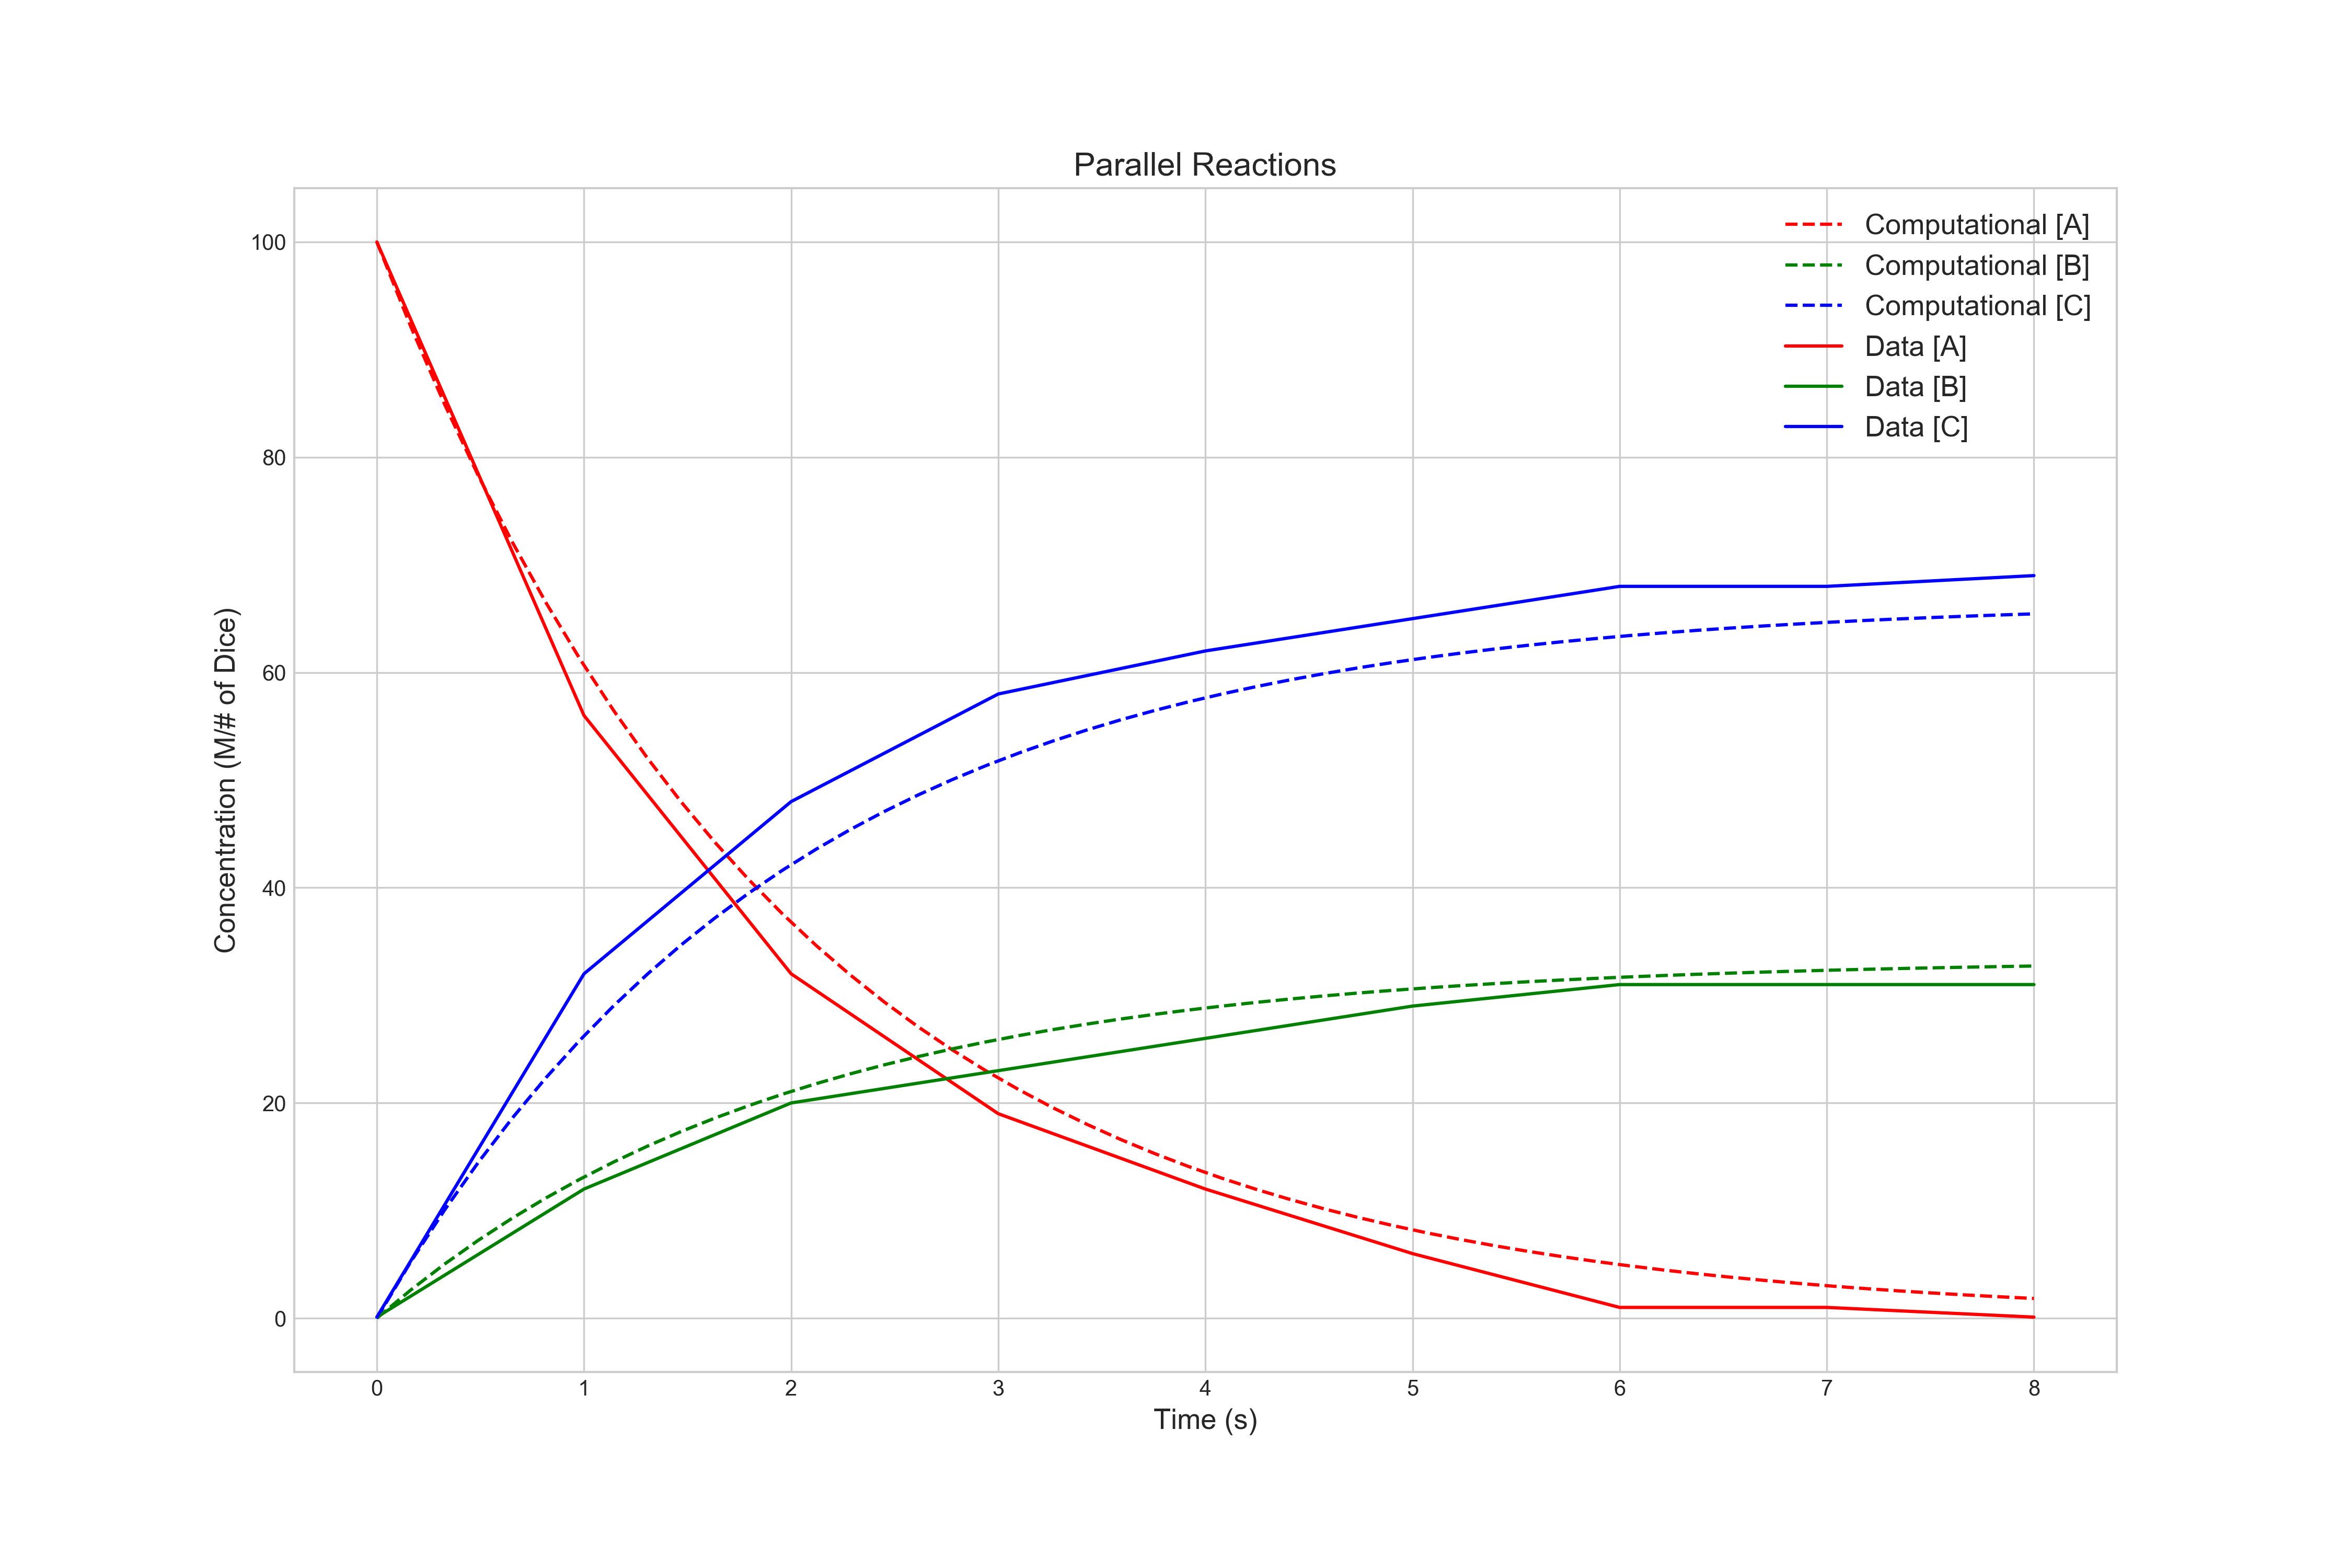 Parallel Reactions
Computational [A]
Computational [B]
Computational [C]
Data [A]
Data [B]
Data [C]
Concentration (M/# of Dice)
100
80
60
40
20
0
0 1 2 3 4 5 6 7 8
Time (s)